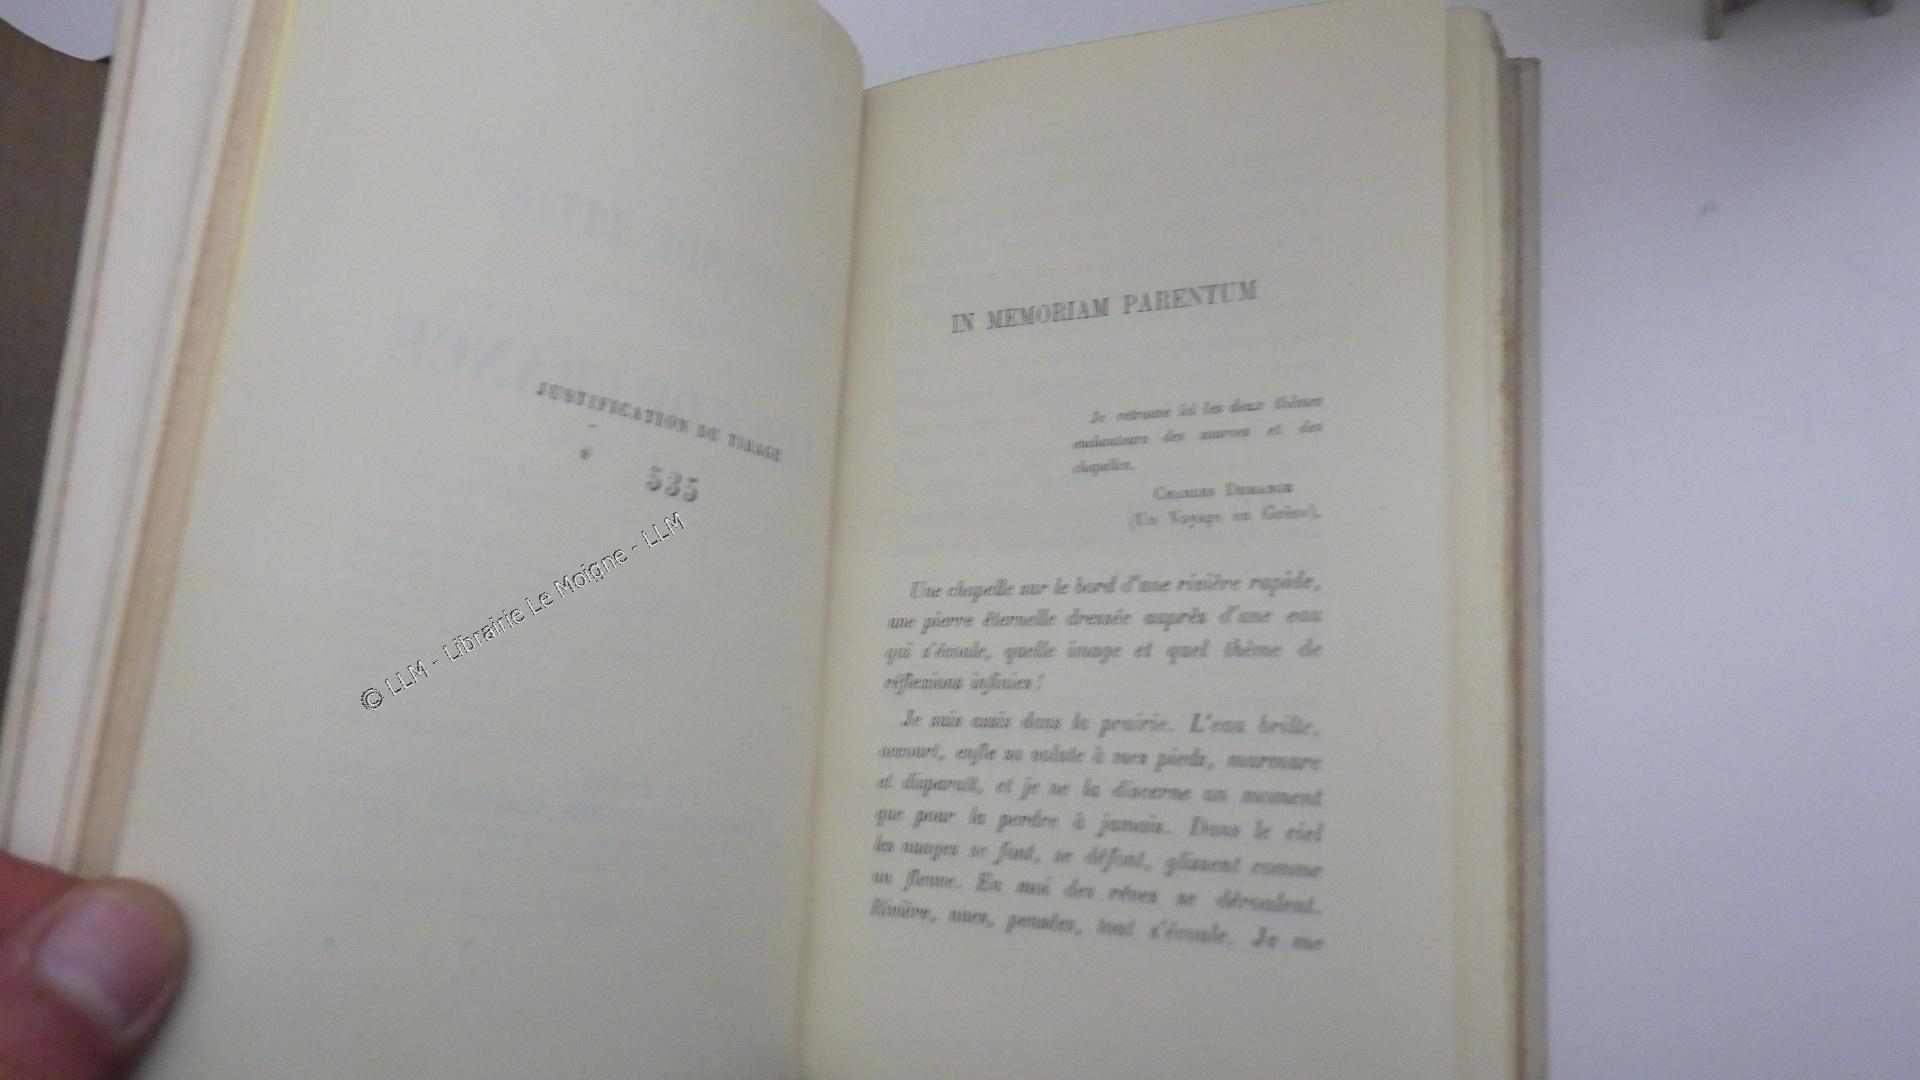 JUSTIFICATION DU TIRAGE
535
© LLM - Librairie Le Moigne - LLM
IN MEMORIAM PARENTUM
Je retrouve ici les deux thèmes
enchanteurs des sources et des
chapelles.
Charles Demange
(Un Voyage en Grèce).
Une chapelle sur le bord d'une rivière rapide,
une pierre éternelle dressée auprès d'une eau
qui s'écoule, quelle image et quel thème de
réflexions infinies!
Je suis assis dans la prairie. L'eau brille,
accourt, enfle sa volute à mes pieds, murmure
et disparaît, et je ne la discerne un moment
que pour la perdre à jamais. Dans le ciel
les nuages se font, se défont, glissent comme
un fleuve. En moi des rêves se déroulent.
Rivière, nues, pensées, tout s'écoule. Je me